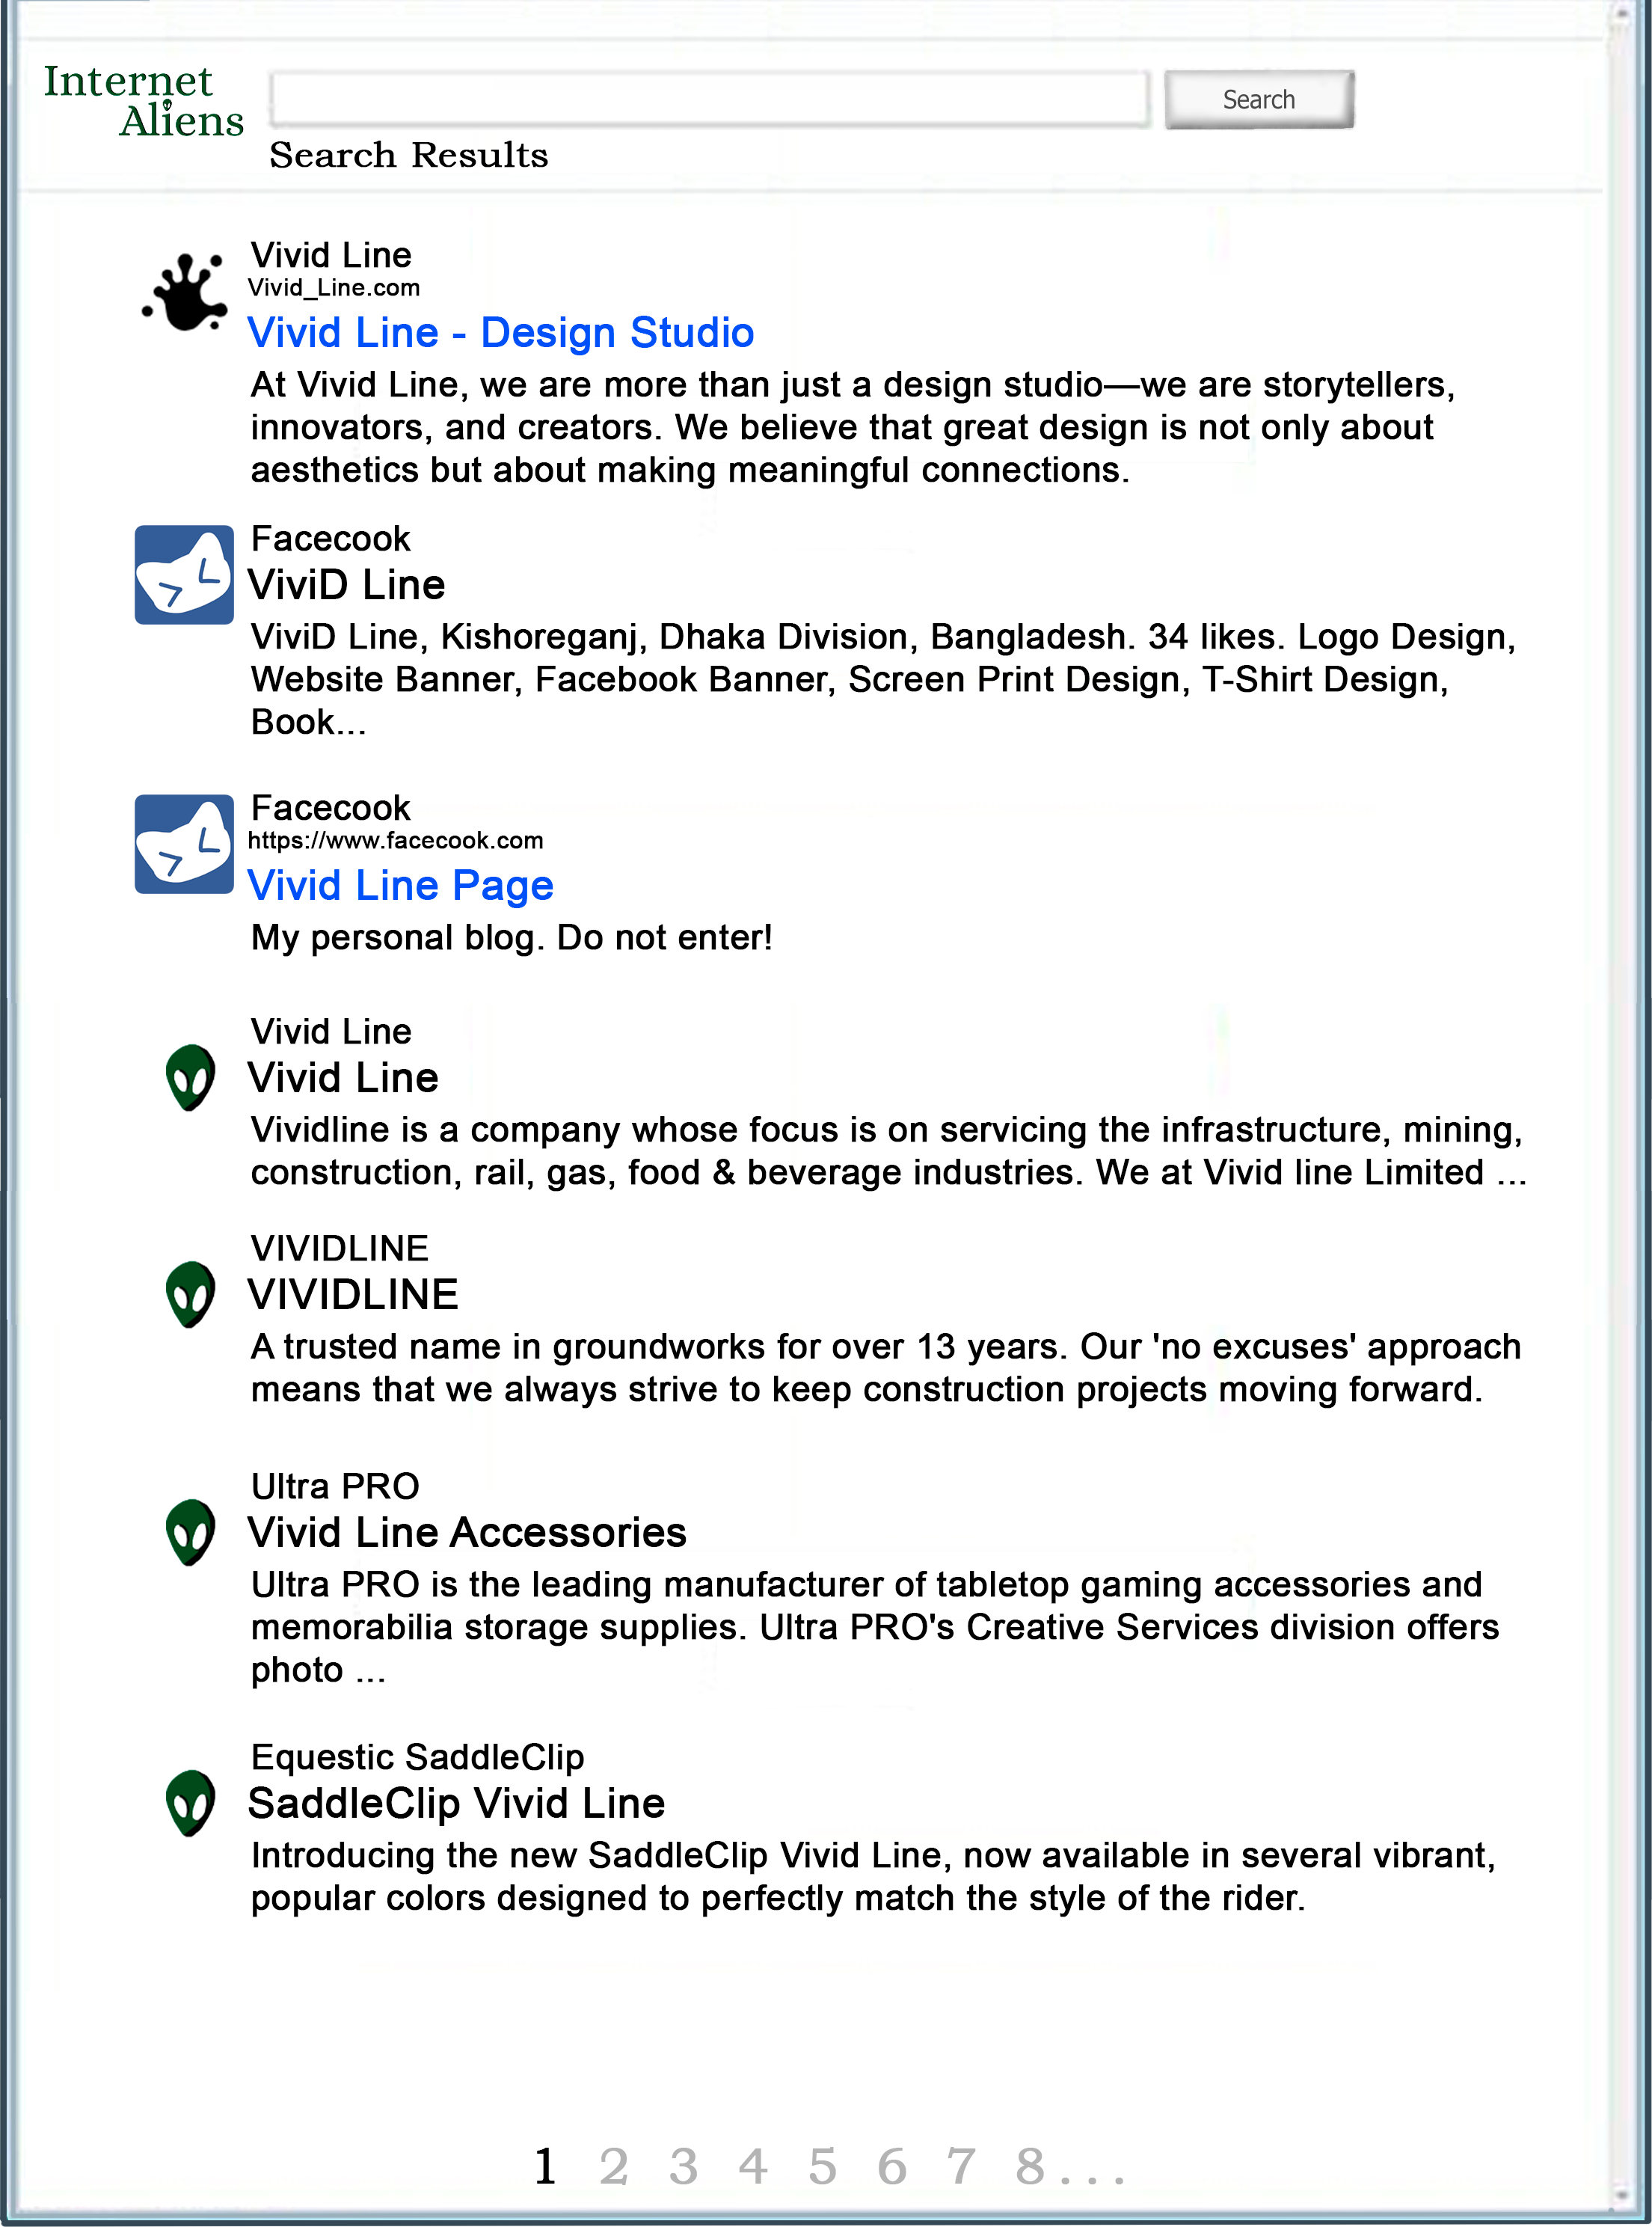 Internet
Aliens
Search
Search Results
Vivid Line
Vivid_Line.com
Vivid Line - Design Studio
At Vivid Line, we are more than just a design studio—we are storytellers,
innovators, and creators. We believe that great design is not only about
aesthetics but about making meaningful connections.
Facecook
ViviD Line
ViviD Line, Kishoreganj, Dhaka Division, Bangladesh. 34 likes. Logo Design,
Website Banner, Facebook Banner, Screen Print Design, T-Shirt Design,
Book...
Facecook
https://www.facecook.com
Vivid Line Page
My personal blog. Do not enter!
Vivid Line
Vivid Line
Vividline is a company whose focus is on servicing the infrastructure, mining,
construction, rail, gas, food & beverage industries. We at Vivid line Limited ...
VIVIDLINE
VIVIDLINE
A trusted name in groundworks for over 13 years. Our 'no excuses' approach
means that we always strive to keep construction projects moving forward.
Ultra PRO
Vivid Line Accessories
Ultra PRO is the leading manufacturer of tabletop gaming accessories and
memorabilia storage supplies. Ultra PRO's Creative Services division offers
photo ...
Equestic SaddleClip
SaddleClip Vivid Line
Introducing the new SaddleClip Vivid Line, now available in several vibrant,
popular colors designed to perfectly match the style of the rider.
1 2 3 4 5 6 7 8...